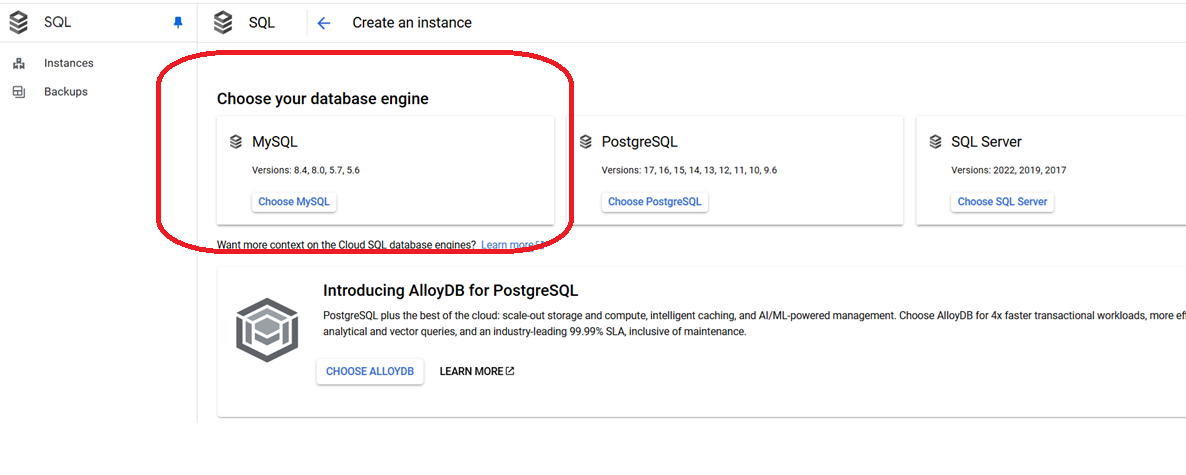 SQL
SQL
Create an instance
Instances
Backups
Choose your database engine
MySQL
Versions: 8.4, 8.0, 5.7, 5.6
Choose MySQL
PostgreSQL
Versions: 17, 16, 15, 14, 13, 12, 11, 10, 9.6
Choose PostgreSQL
SQL Server
Versions: 2022, 2019, 2017
Choose SQL Server
Want more context on the Cloud SQL database engines? Learn more
Introducing AlloyDB for PostgreSQL
PostgreSQL plus the best of the cloud: scale-out storage and compute, intelligent caching, and AI/ML-powered management. Choose AlloyDB for 4x faster transactional workloads, more ef
analytical and vector queries, and an industry-leading 99.99% SLA, inclusive of maintenance.
CHOOSE ALLOYDB
LEARN MORE